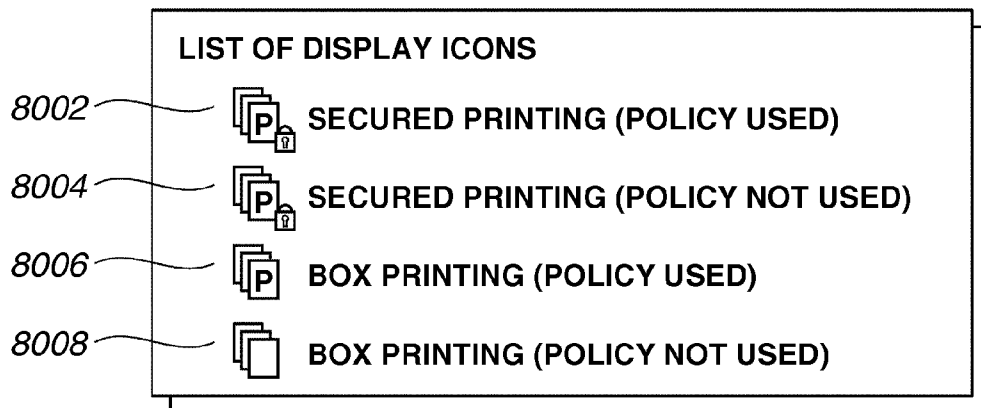 LIST OF DISPLAY ICONS
8002 P SECURED PRINTING (POLICY USED)
8004 P SECURED PRINTING (POLICY NOT USED)
8006 P BOX PRINTING (POLICY USED)
8008 BOX PRINTING (POLICY NOT USED)